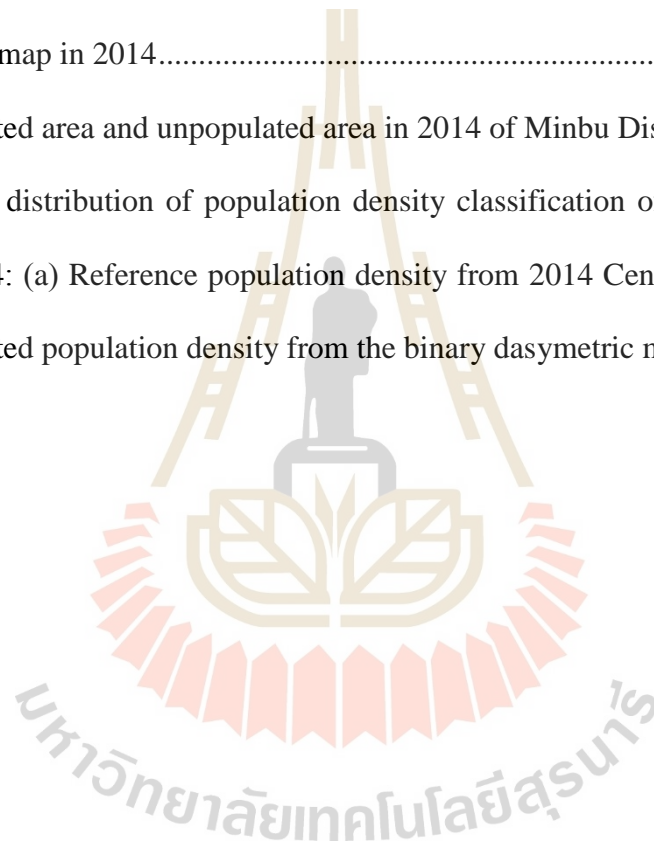 map in 2014
ted area and unpopulated area in 2014 of Minbu Dis
distribution of population density classification o
4: (a) Reference population density from 2014 Cen
ted population density from the binary dasymetric m
มหาวิทยาลัยเทคโนโลยีสุรนารี